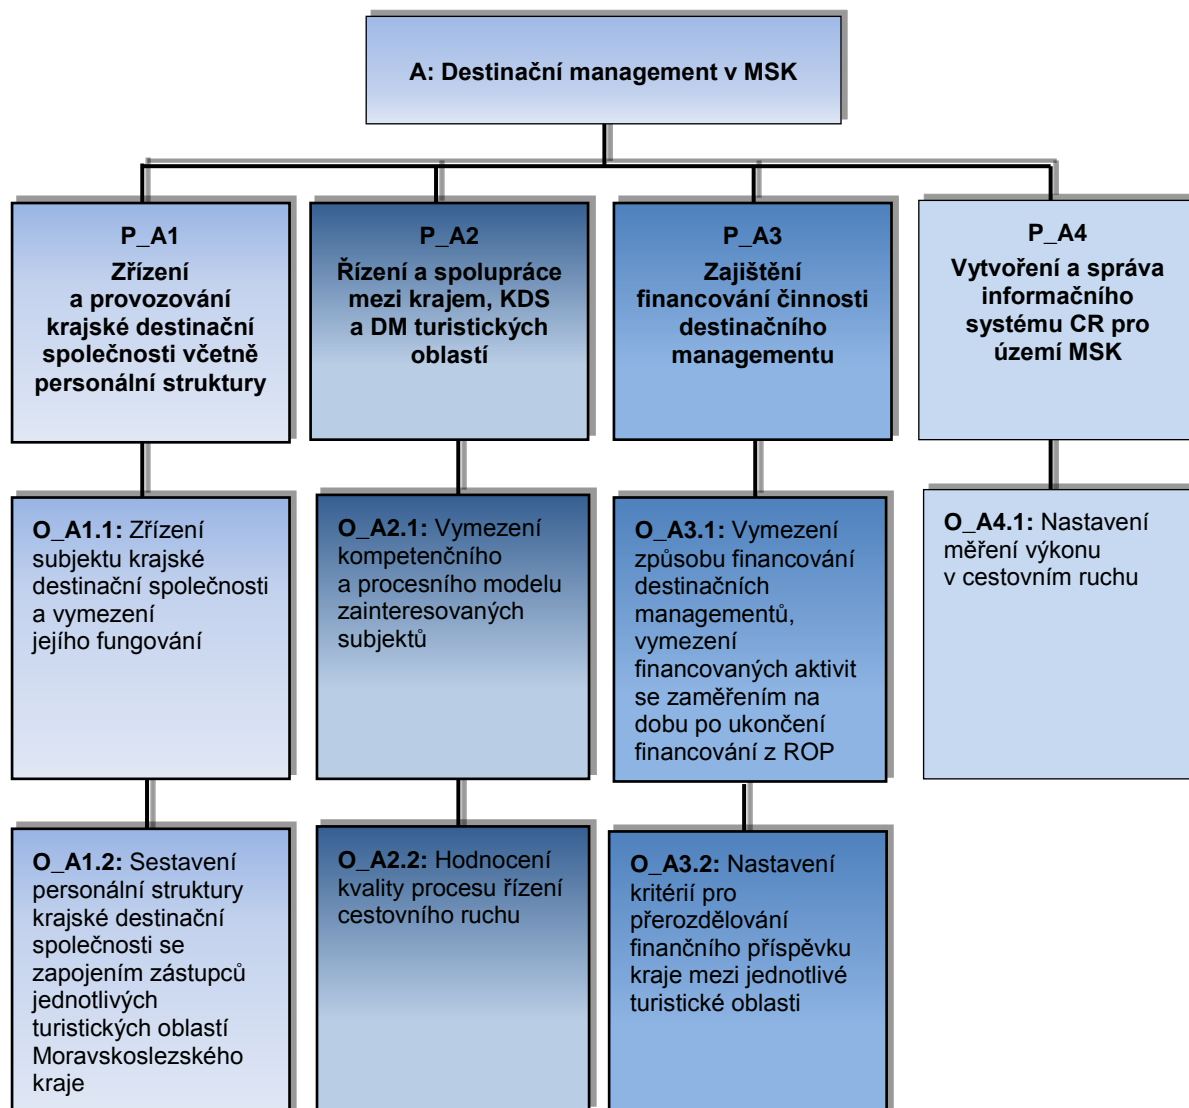 A: Destinační management v MSK
P_A1
Zřízení
a provozování
krajské destinační
společnosti včetně
personální struktury
P_A2
Řízení a spolupráce
mezi krajem, KDS
a DM turistických
oblastí
P_A3
Zajištění
financování činnosti
destinačního
managementu
P_A4
Vytvoření a správa
informačního
systému CR pro
území MSK
O_A1.1: Zřízení
subjektu krajské
destinační společnosti
a vymezení
jejího fungování
O_A2.1: Vymezení
kompetenčního
a procesního modelu
zainteresovaných
subjektů
O_A3.1: Vymezení
způsobu financování
destinačních
managementů,
vymezení
financovaných aktivit
se zaměřením na
dobu po ukončení
financování z ROP
O_A4.1: Nastavení
měření výkonu
v cestovním ruchu
O_A1.2: Sestavení
personální struktury
krajské destinační
společnosti se
zapojením zástupců
jednotlivých
turistických oblastí
Moravskoslezského
kraje
O_A2.2: Hodnocení
kvality procesu řízení
cestovního ruchu
O_A3.2: Nastavení
kritérií pro
přerozdělování
finančního příspěvku
kraje mezi jednotlivé
turistické oblasti